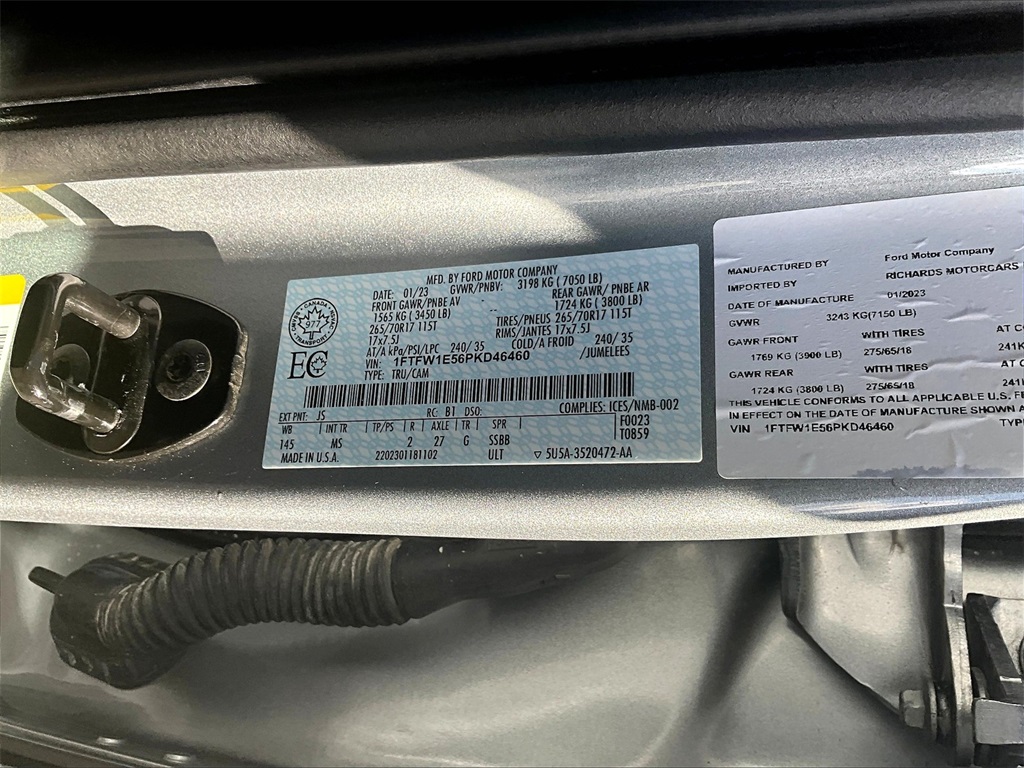 MFD. BY FORD MOTOR COMPANY
DATE: 01/23 GVWR/PNBV: 3198 KG ( 7050 LB)
FRONT GAWR/PNBE AV REAR GAWR/PNBE AR
1565 KG ( 3450 LB) 1724 KG ( 3800 LB)
265/70R17 115T TIRES/PNEUS 265/70R17 115T
17x7.5J RIMS/JANTES 17x7.5J
AT/A kPa/PSI/LPC 240/ 35 COLD/A FROID 240/ 35
VIN: 1FTFW1E56PKD46460 /JUMELEES
TYPE: TRU/CAM
977
EC
EXT PNT: JS RC: B1 DSO: COMPLIES: ICES/NMB-002
WB INT TR TP/PS R AXLE TR SPR F0023
145 MS 2 27 G SSBB T0859
MADE IN U.S.A. 2202301181102 ULT ▽ 5U5A-3520472-AA
MANUFACTURED BY Ford Motor Company
IMPORTED BY RICHARDS MOTORCARS
DATE OF MANUFACTURE 01/2023
GVWR 3243 KG(7150 LB)
GAWR FRONT WITH TIRES AT
1769 KG (3900 LB) 275/65/18 241K
GAWR REAR WITH TIRES AT
1724 KG (3800 LB) 275/65/18 241
THIS VEHICLE CONFORMS TO ALL APPLICABLE U.S.
IN EFFECT ON THE DATE OF MANUFACTURE SHOWN
VIN 1FTFW1E56PKD46460 TYP